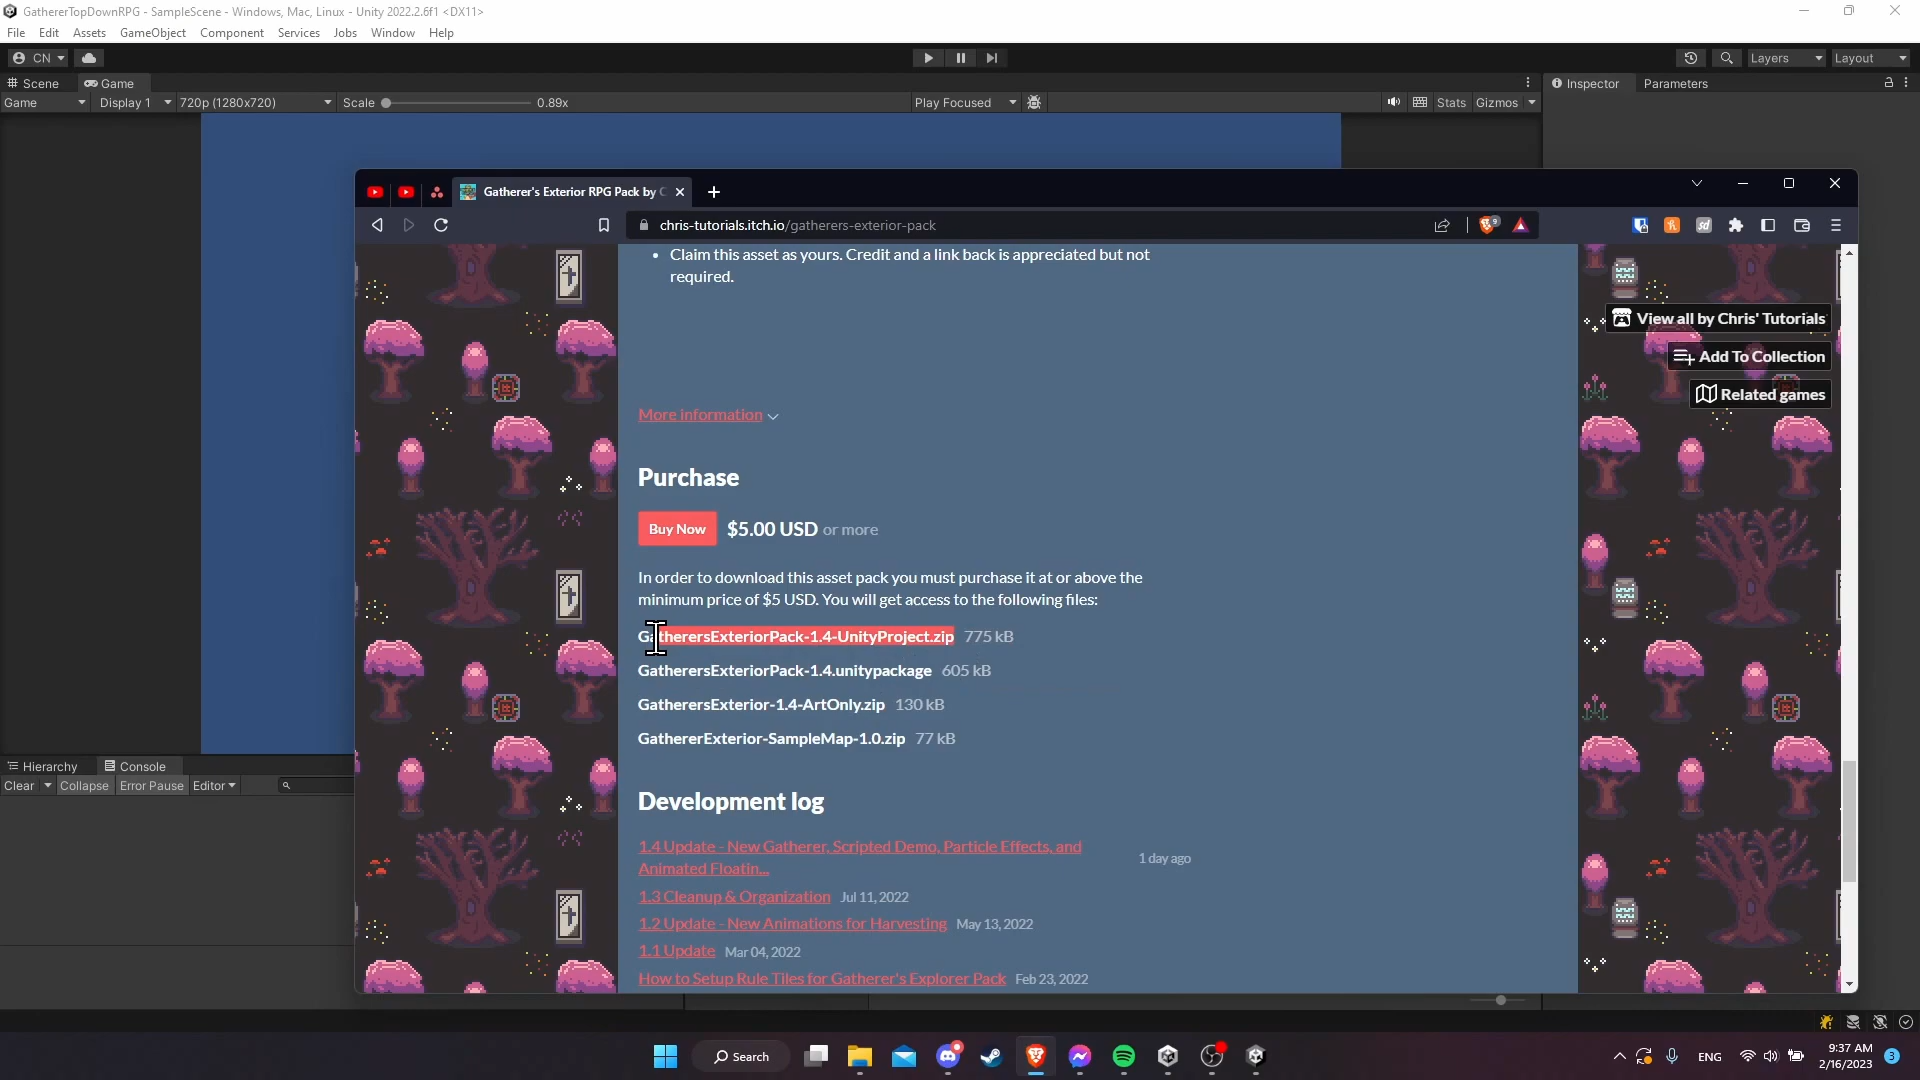 GathererTopDownRPG - SampleScene - Windows, Mac, Linux - Unity 2022.2.6f1 <DX11>
File Edit Assets GameObject Component Services Jobs Window Help
CN Layers Layout
Scene Game Inspector Parameters
Game Display 1 720p (1280x720) Scale 0.89x Play Focused Stats Gizmos
Gatherer's Exterior RPG Pack by C
chris-tutorials.itch.io/gatherers-exterior-pack
9
Claim this asset as yours. Credit and a link back is appreciated but not
required.
View all by Chris' Tutorials
Add To Collection
Related games
More information
Purchase
Buy Now $5.00 USD or more
In order to download this asset pack you must purchase it at or above the
minimum price of $5 USD. You will get access to the following files:
GatherersExteriorPack-1.4-UnityProject.zip 775 kB
GatherersExteriorPack-1.4.unitypackage 605 kB
GatherersExterior-1.4-ArtOnly.zip 130 kB
GathererExterior-SampleMap-1.0.zip 77 kB
Hierarchy Console
Clear Collapse Error Pause Editor
Development log
1.4 Update - New Gatherer, Scripted Demo, Particle Effects, and
Animated Floatin...
1 day ago
1.3 Cleanup & Organization Jul 11, 2022
1.2 Update - New Animations for Harvesting May 13, 2022
1.1 Update Mar 04, 2022
How to Setup Rule Tiles for Gatherer's Explorer Pack Feb 23, 2022
Search
ENG
9:37 AM
2/16/2023
3